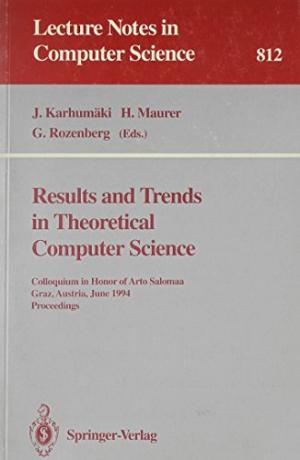 Lecture Notes in
Computer Science 812
J. Karhumäki H. Maurer
G. Rozenberg (Eds.)
Results and Trends
in Theoretical
Computer Science
Colloquium in Honor of Arto Salomaa
Graz, Austria, June 1994
Proceedings
Springer-Verlag